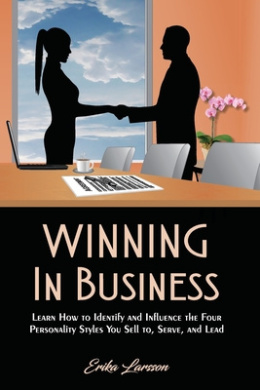 WINNING
IN BUSINESS
LEARN HOW TO IDENTIFY AND INFLUENCE THE FOUR
PERSONALITY STYLES YOU SELL TO, SERVE, AND LEAD
Erika Larsson